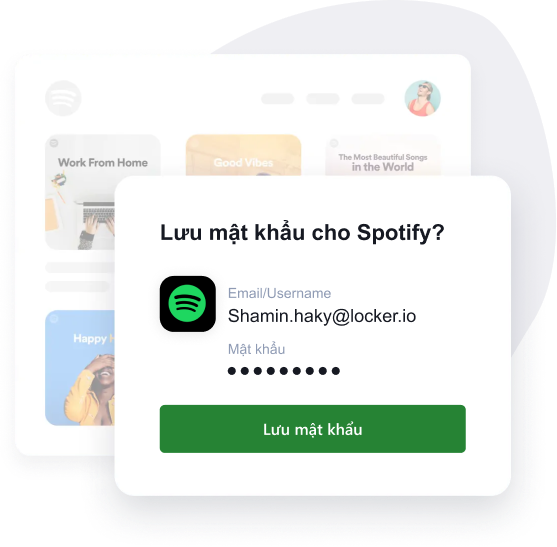 Work From Home
Good Vibes
The Most Beautiful Songs
in the World
Happy
Lưu mật khẩu cho Spotify?
Email/Username
Shamin.haky@locker.io
Mật khẩu
Lưu mật khẩu